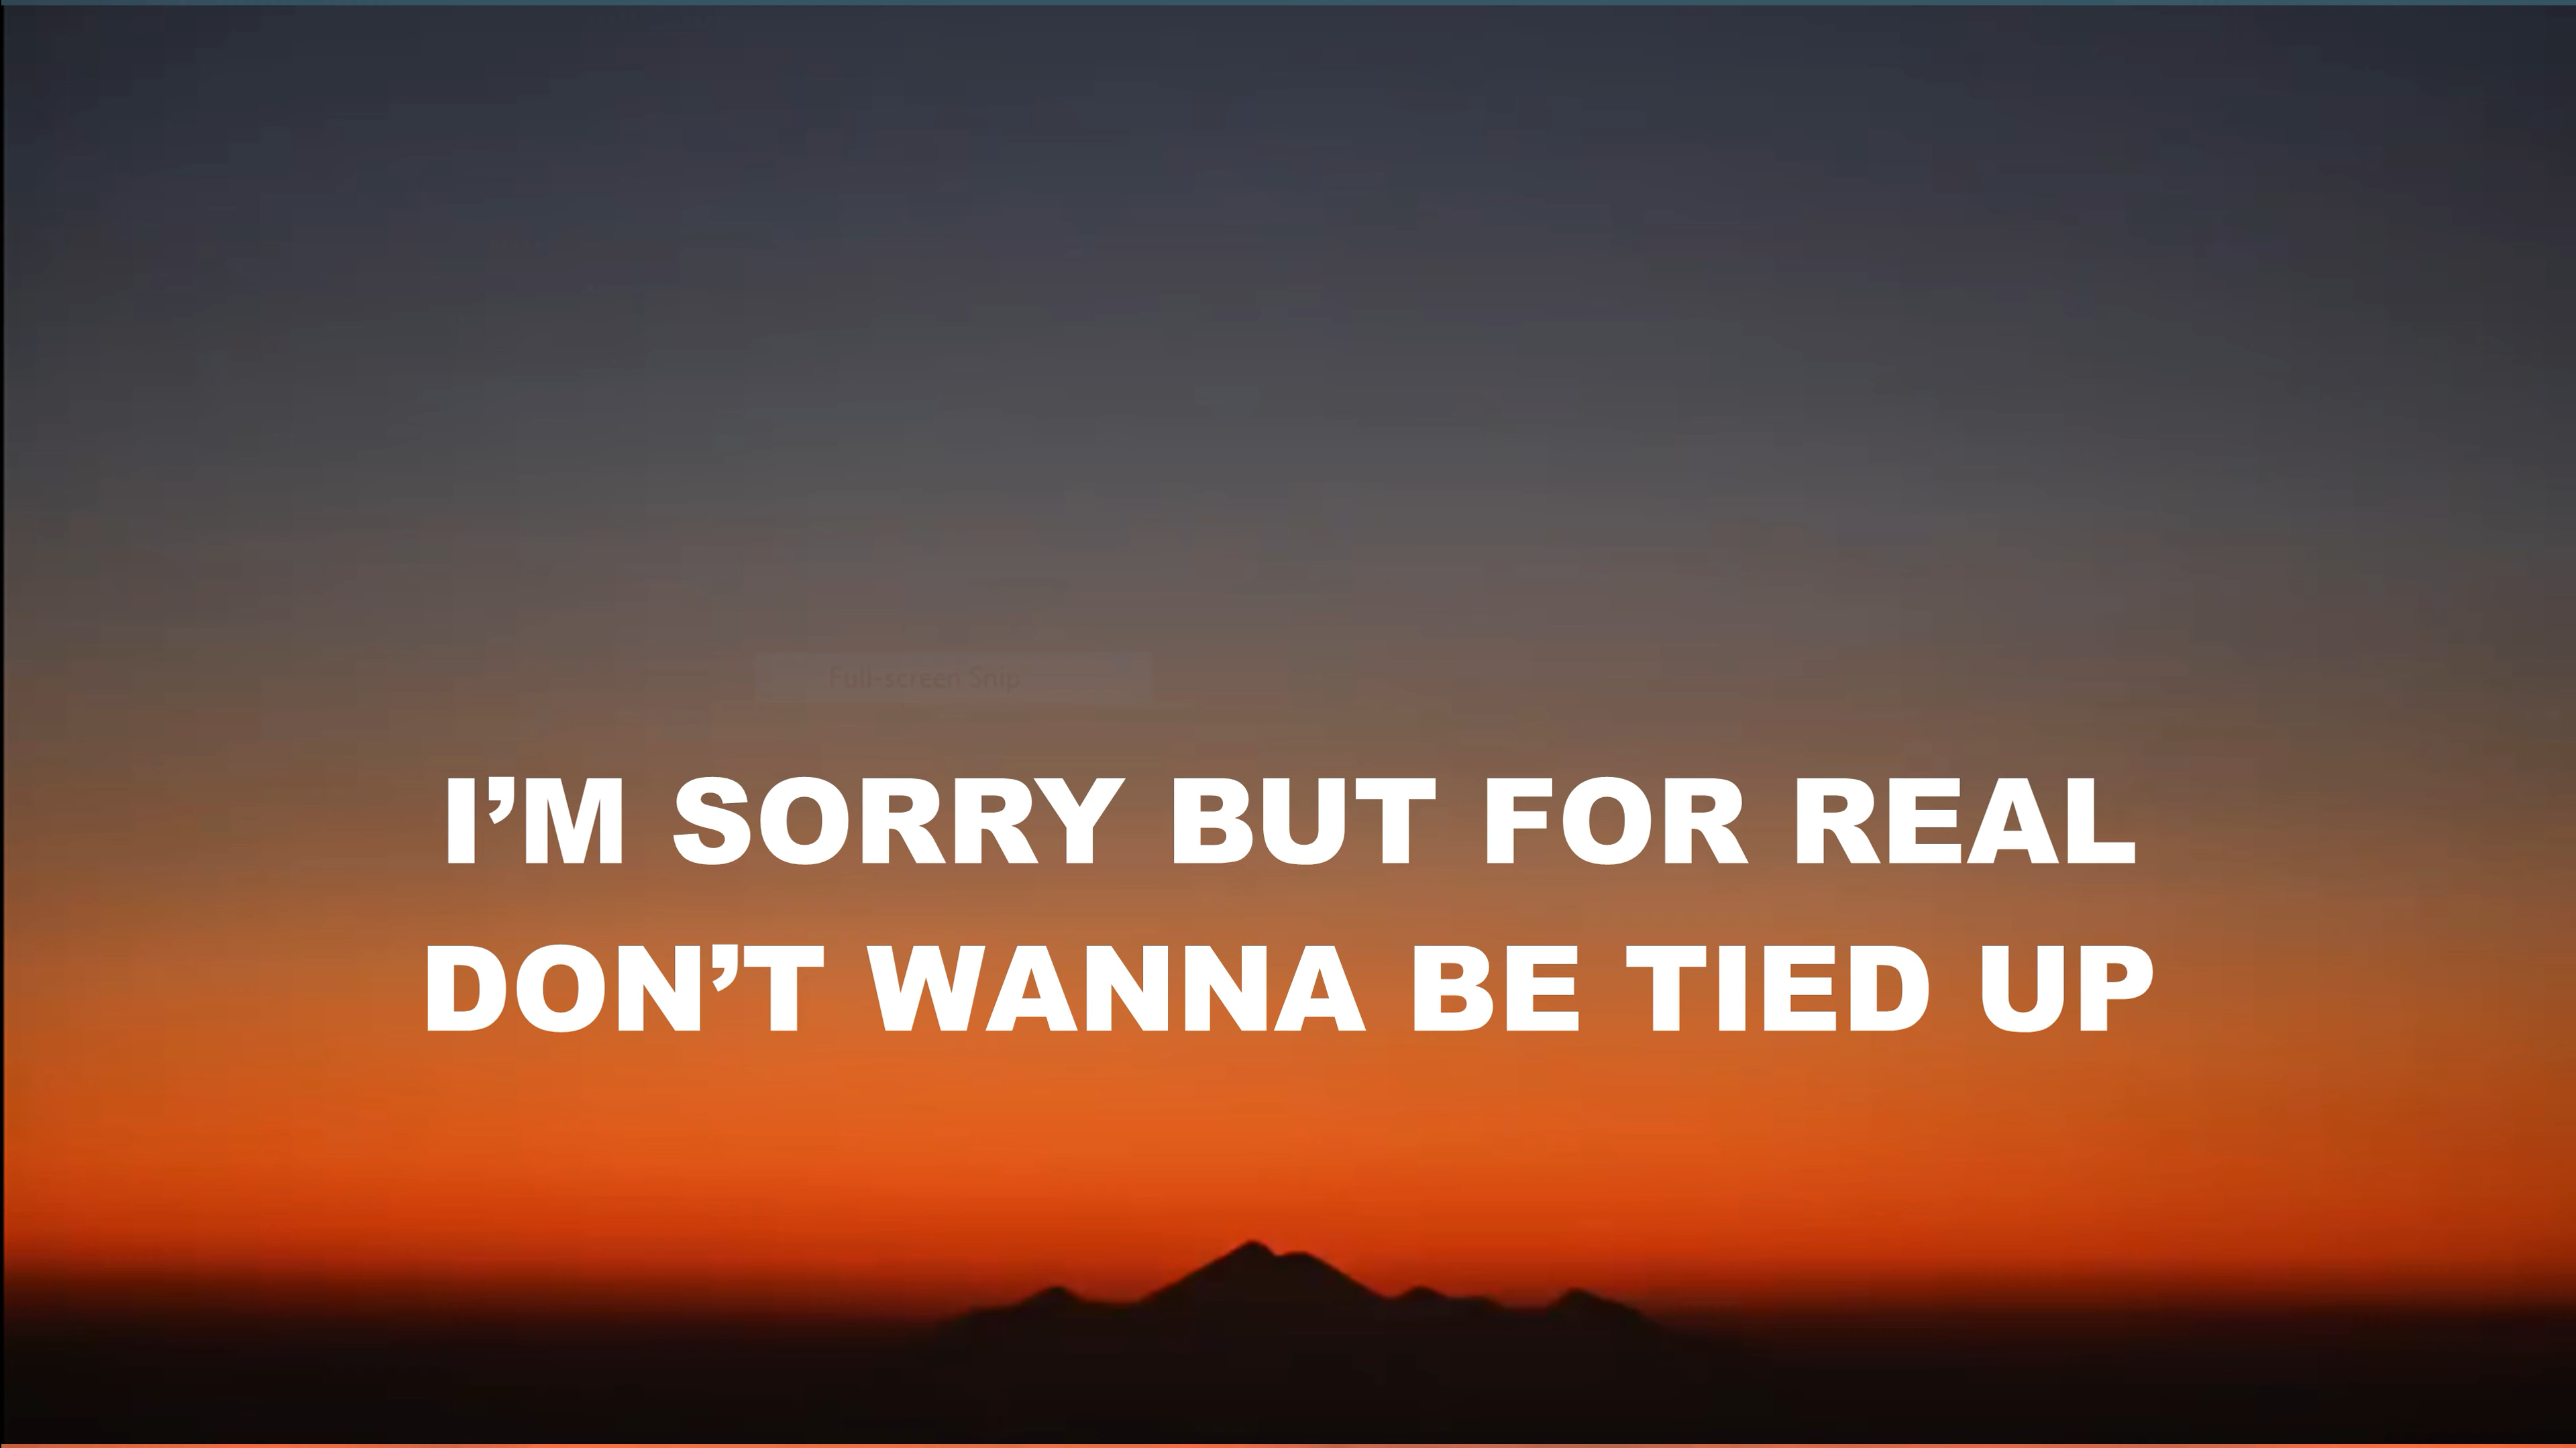 Full-screen Snip
I’M SORRY BUT FOR REAL
DON’T WANNA BE TIED UP